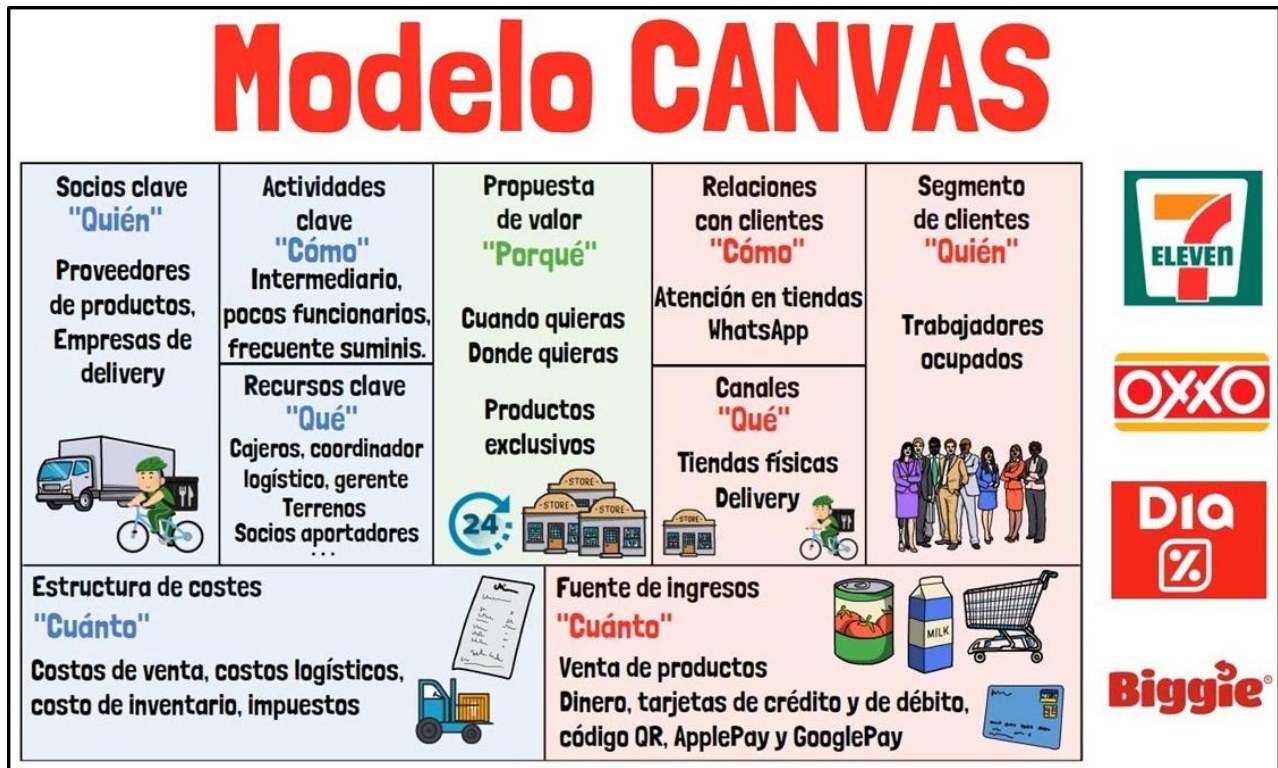 Modelo CANVAS
Socios clave
"Quién"
Proveedores
de productos,
Empresas de
delivery
Actividades
clave
"Cómo"
Intermediario,
pocos funcionarios,
frecuente suminis.
Recursos clave
"Qué"
Cajeros, coordinador
logístico, gerente
Terrenos
Socios aportadores
...
Propuesta
de valor
"Porqué"
Cuando quieras
Donde quieras
Productos
exclusivos
24
STORE
STORE
STORE
Relaciones
con clientes
"Cómo"
Atención en tiendas
WhatsApp
Canales
"Qué"
Tiendas físicas
Delivery
STORE
Segmento
de clientes
"Quién"
Trabajadores
ocupados
Estructura de costes
"Cuánto"
Costos de venta, costos logísticos,
costo de inventario, impuestos
Fuente de ingresos
"Cuánto"
Venta de productos
Dinero, tarjetas de crédito y de débito,
código QR, ApplePay y GooglePay
MILK
7
ELEVEN
OXXO
Dia
%
Biggie®